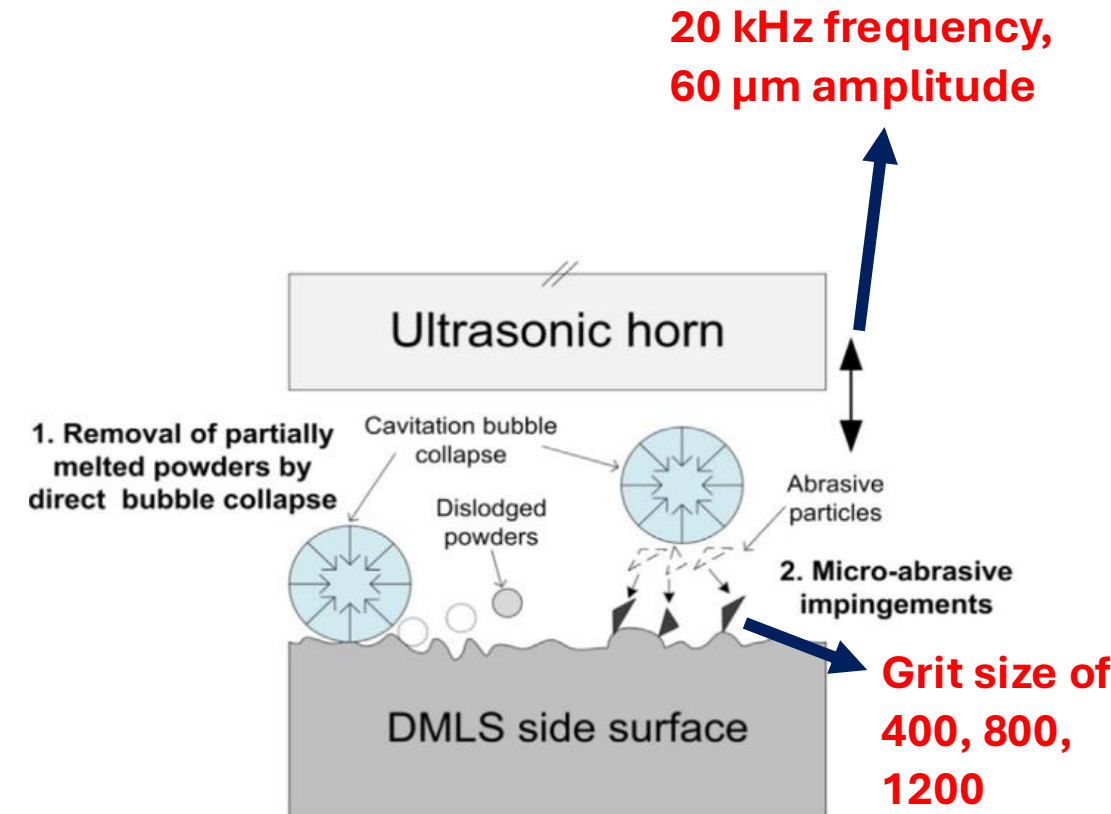 20 kHz frequency,
60 µm amplitude
Ultrasonic horn
1. Removal of partially
melted powders by
direct bubble collapse
Cavitation bubble
collapse
Dislodged
powders
Abrasive
particles
2. Micro-abrasive
impingements
Grit size of
400, 800,
1200
DMLS side surface